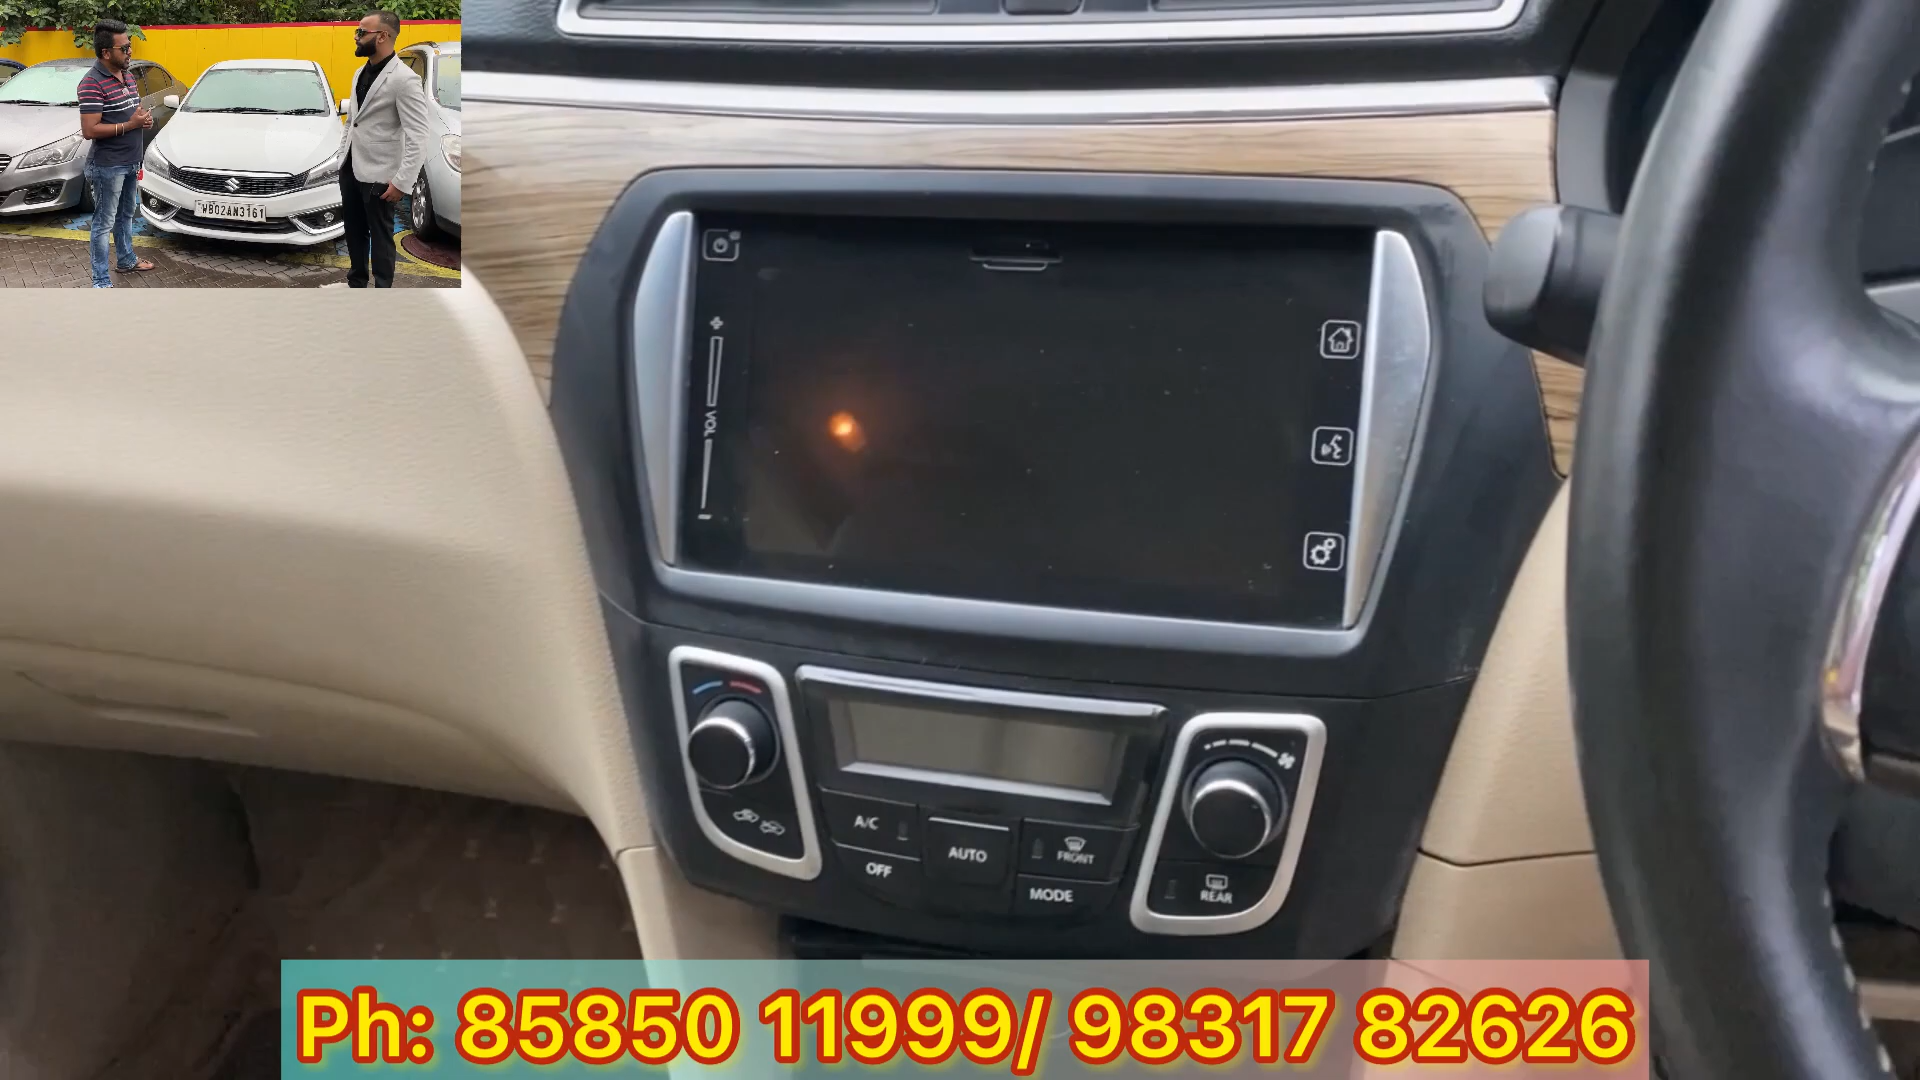 WB02AN3161
VOL
A/C
OFF
AUTO
FRONT
MODE
REAR
Ph: 85850 11999/ 98317 82626